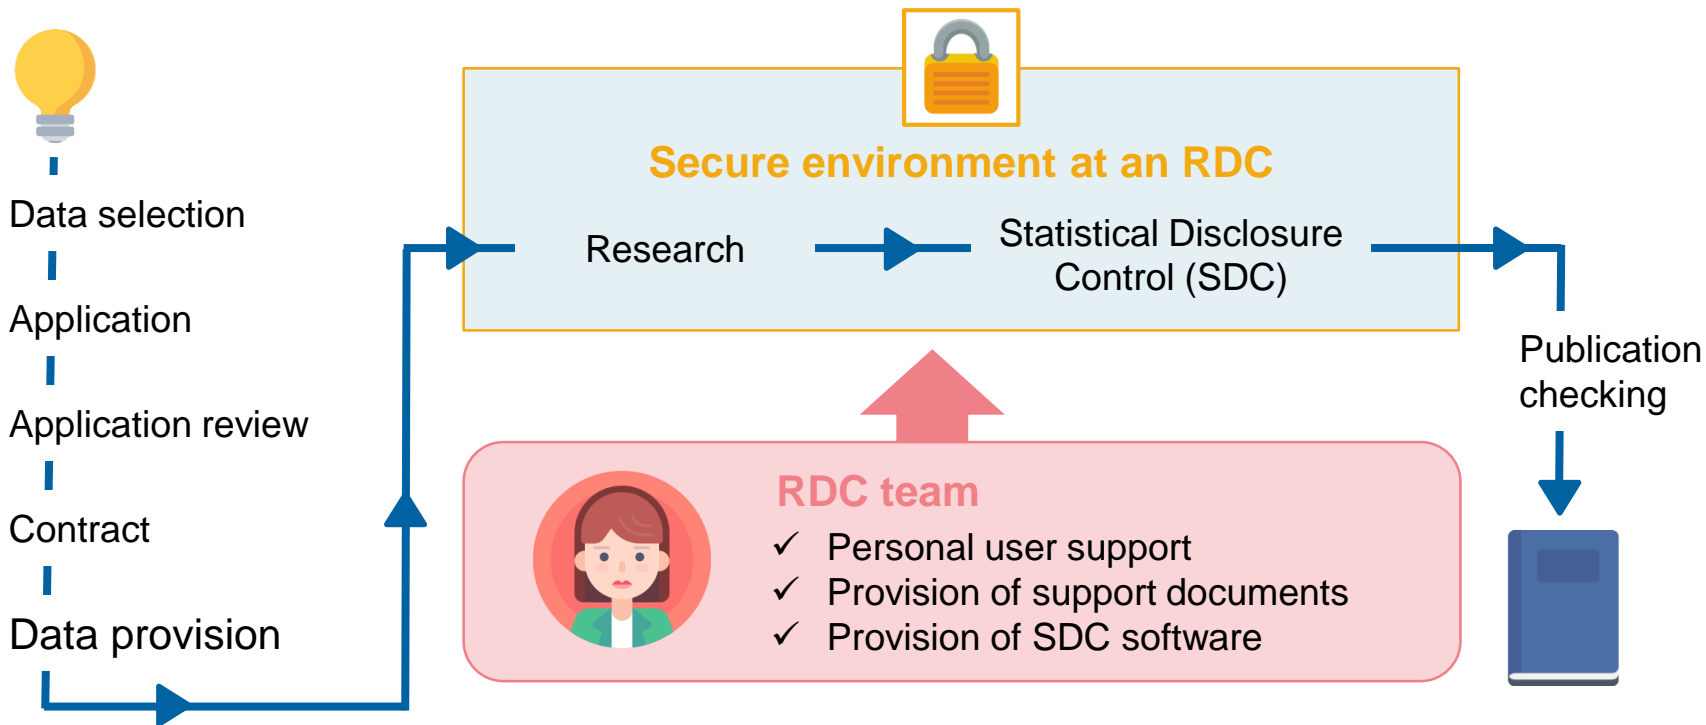 Data selection
Application
Application review
Contract
Data provision
Secure environment at an RDC
Research
Statistical Disclosure
Control (SDC)
RDC team
✓ Personal user support
✓ Provision of support documents
✓ Provision of SDC software
Publication
checking